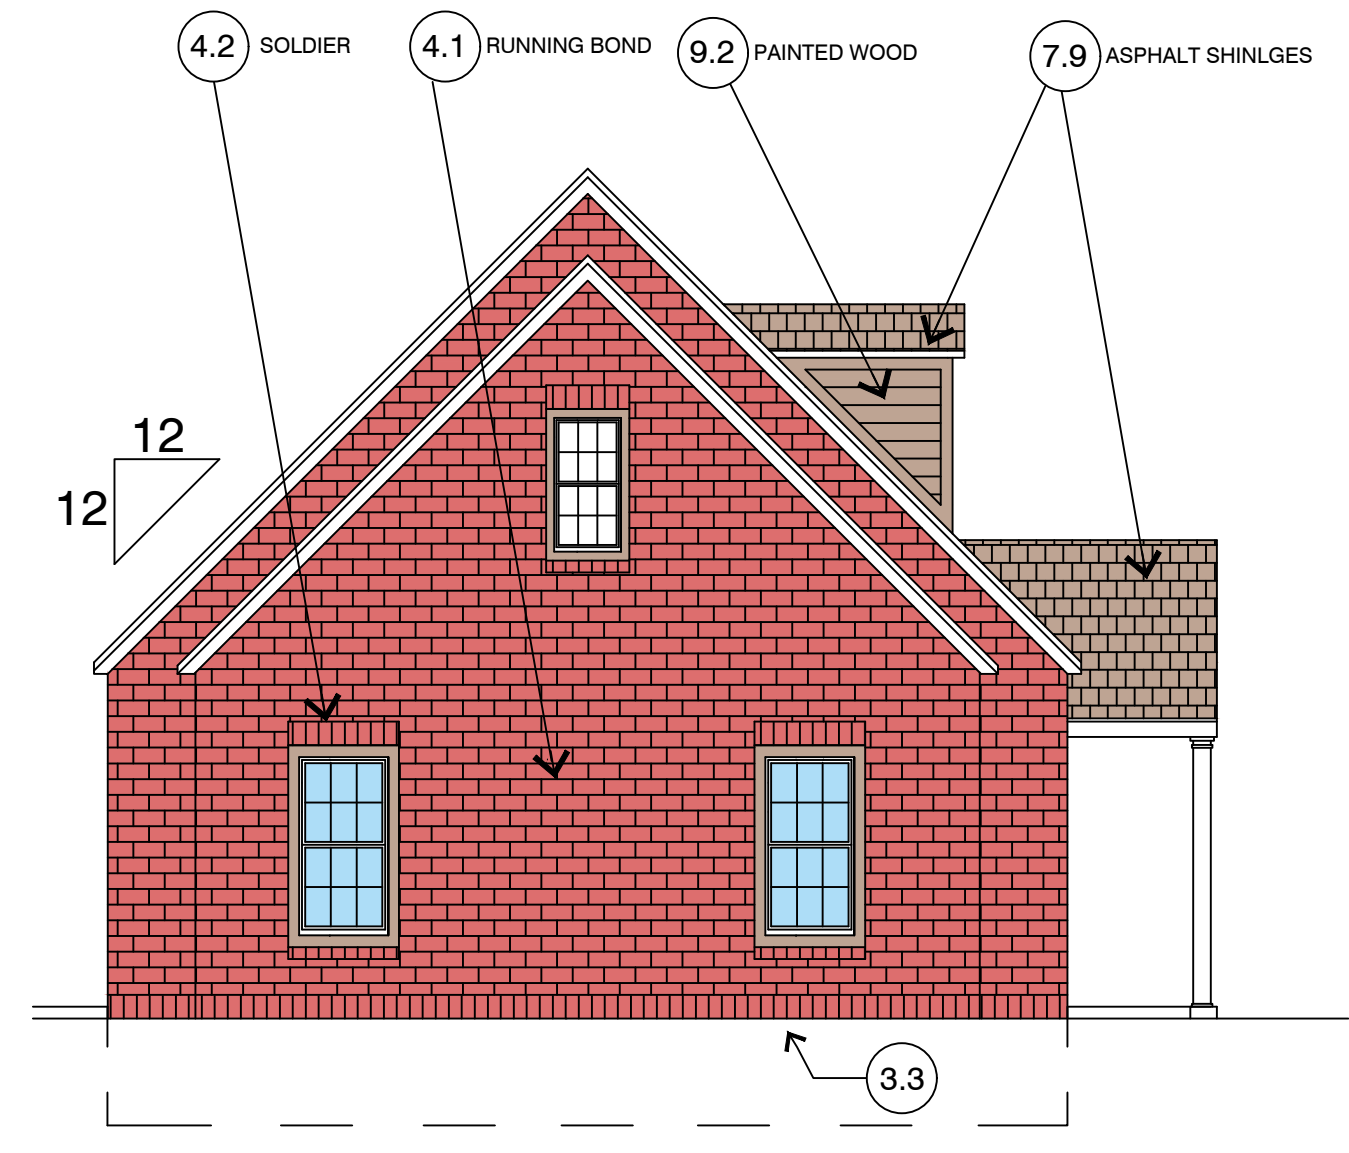 4.2 SOLDIER
4.1 RUNNING BOND
9.2 PAINTED WOOD
7.9 ASPHALT SHINLGES
12
12
3.3